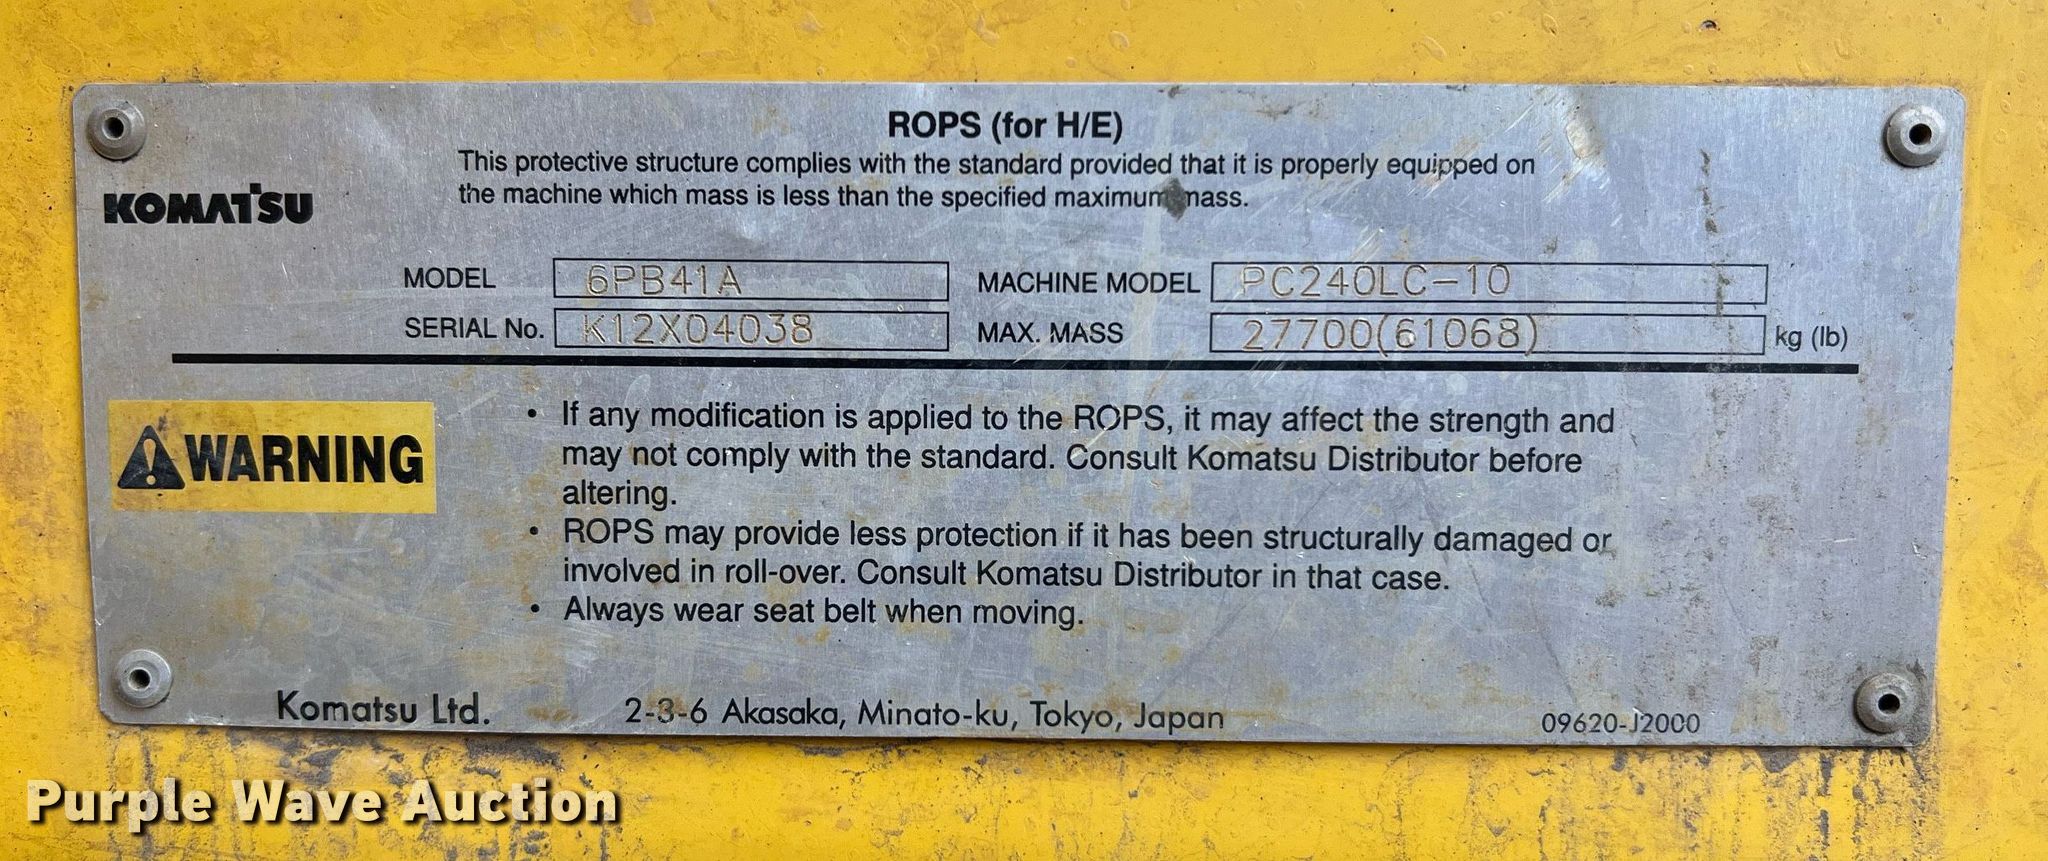 ROPS (for H/E)
This protective structure complies with the standard provided that it is properly equipped on
the machine which mass is less than the specified maximum mass.
KOMATSU
MODEL 6PB41A MACHINE MODEL PC240LC-10
SERIAL No. K12X04038 MAX. MASS 27700(61068) kg (lb)
WARNING
• If any modification is applied to the ROPS, it may affect the strength and
may not comply with the standard. Consult Komatsu Distributor before
altering.
• ROPS may provide less protection if it has been structurally damaged or
involved in roll-over. Consult Komatsu Distributor in that case.
• Always wear seat belt when moving.
Komatsu Ltd. 2-3-6 Akasaka, Minato-ku, Tokyo, Japan 09620-J2000
Purple Wave Auction